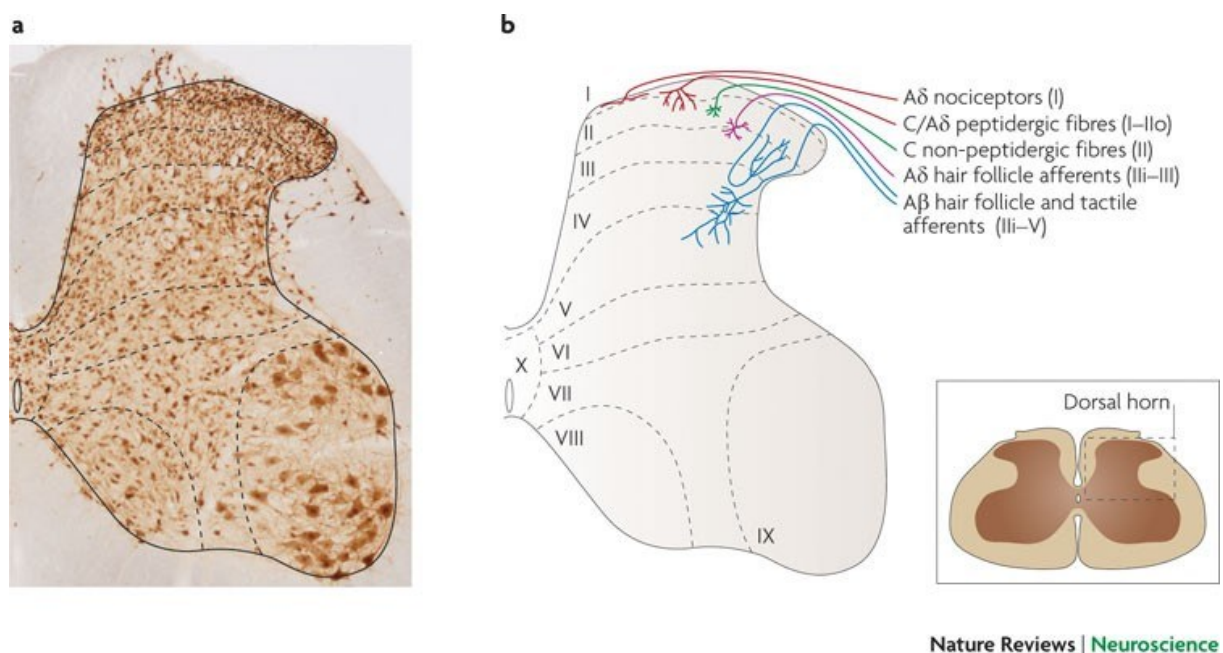 a
b
I
II
III
IV
V
VI
X
VII
VIII
IX
Aδ nociceptors (I)
C/Aδ peptidergic fibres (I–IIo)
C non-peptidergic fibres (II)
Aδ hair follicle afferents (IIi–III)
Aβ hair follicle and tactile
afferents (IIi–V)
Dorsal horn
Nature Reviews | Neuroscience